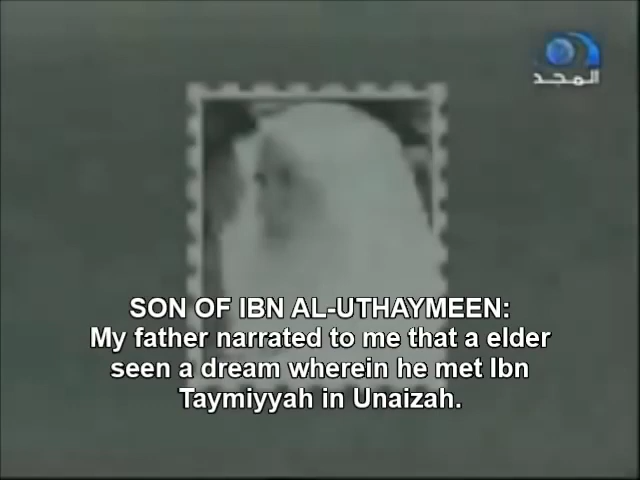 المجد
SON OF IBN AL-UTHAYMEEN:
My father narrated to me that a elder
seen a dream wherein he met Ibn
Taymiyyah in Unaizah.